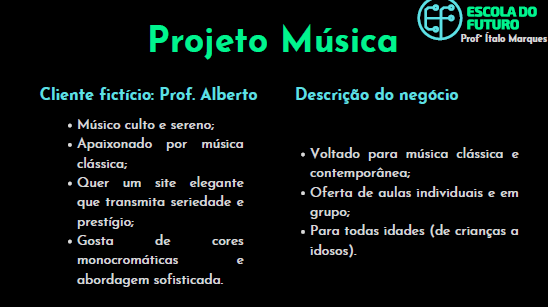 ESCOLA DO
FUTURO
Profº Ítalo Marques
Projeto Música
Cliente fictício: Prof. Alberto
• Músico culto e sereno;
• Apaixonado por música
clássica;
• Quer um site elegante
que transmita seriedade e
prestígio;
• Gosta de cores
monocromáticas e
abordagem sofisticada.
Descrição do negócio
• Voltado para música clássica e
contemporânea;
• Oferta de aulas individuais e em
grupo;
• Para todas idades (de crianças a
idosos).